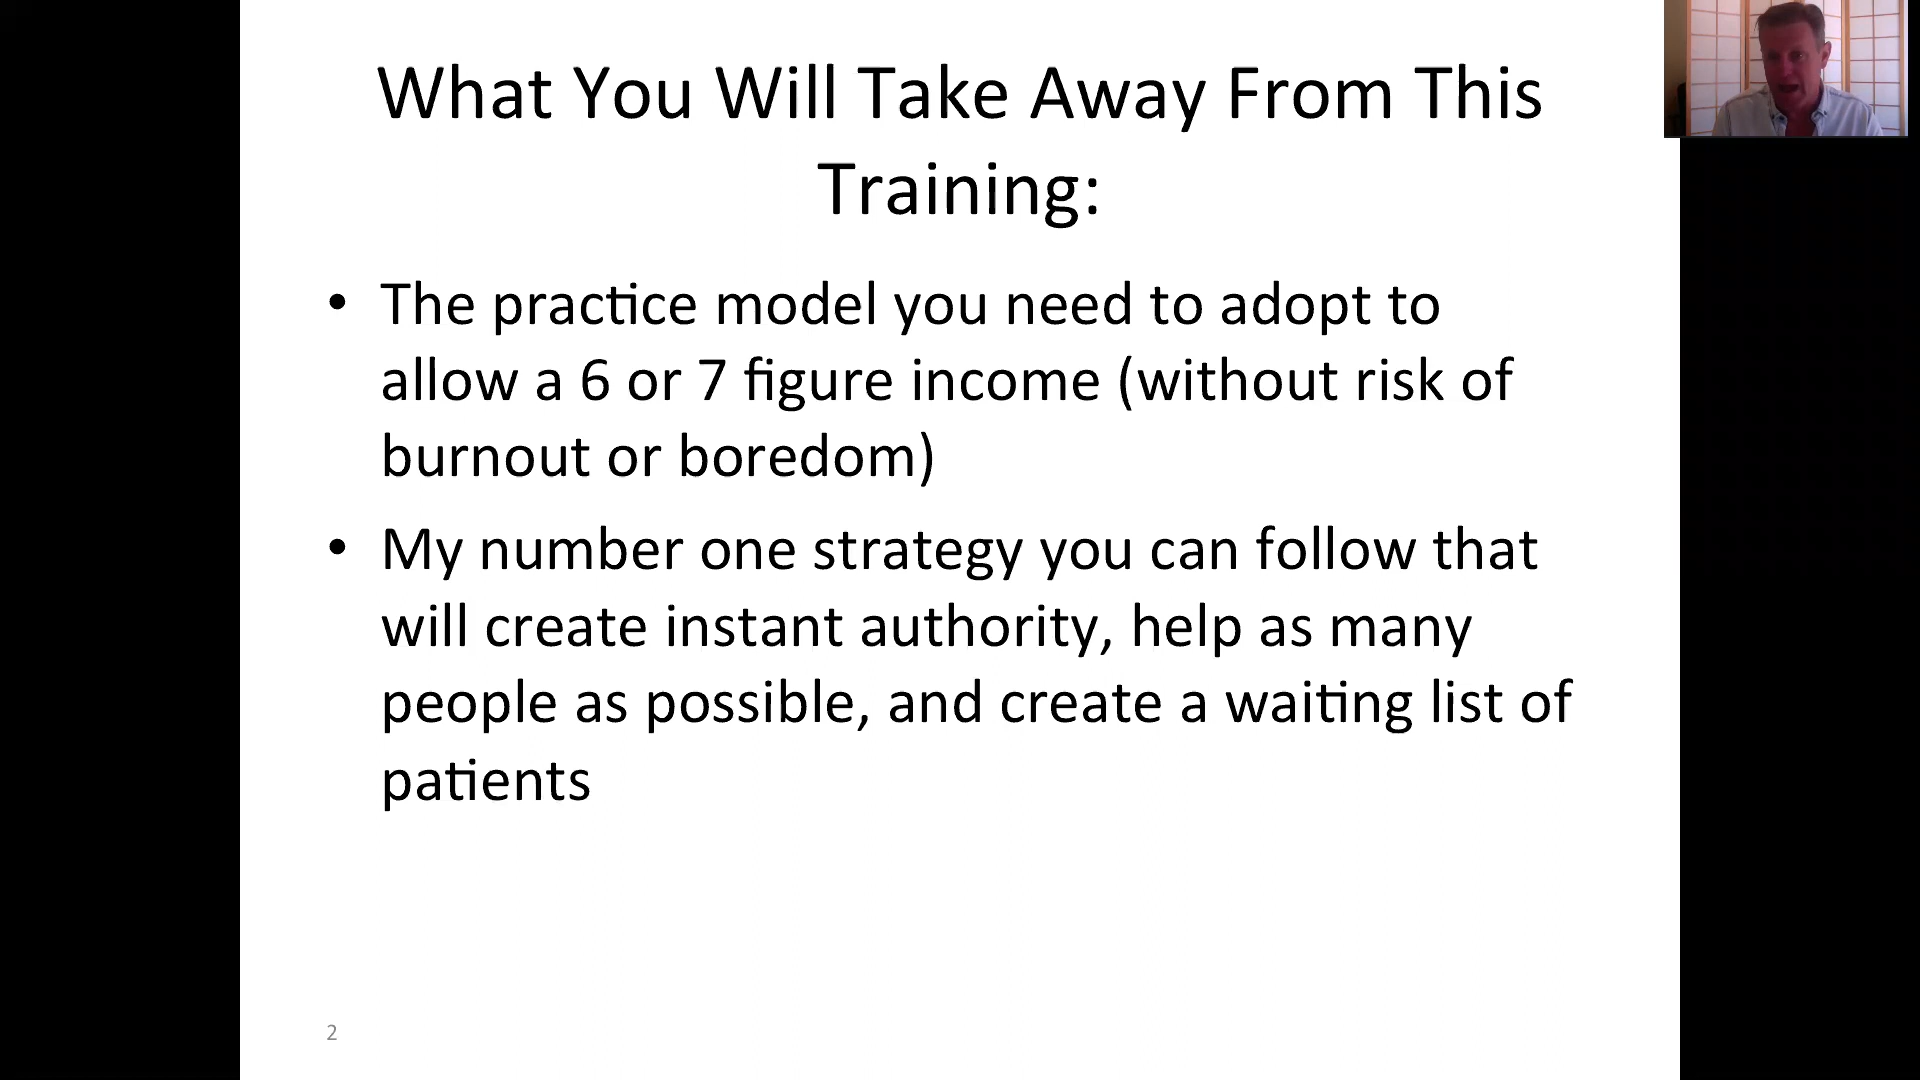 What You Will Take Away From This
Training:
• The practice model you need to adopt to
allow a 6 or 7 figure income (without risk of
burnout or boredom)
• My number one strategy you can follow that
will create instant authority, help as many
people as possible, and create a waiting list of
patients
2